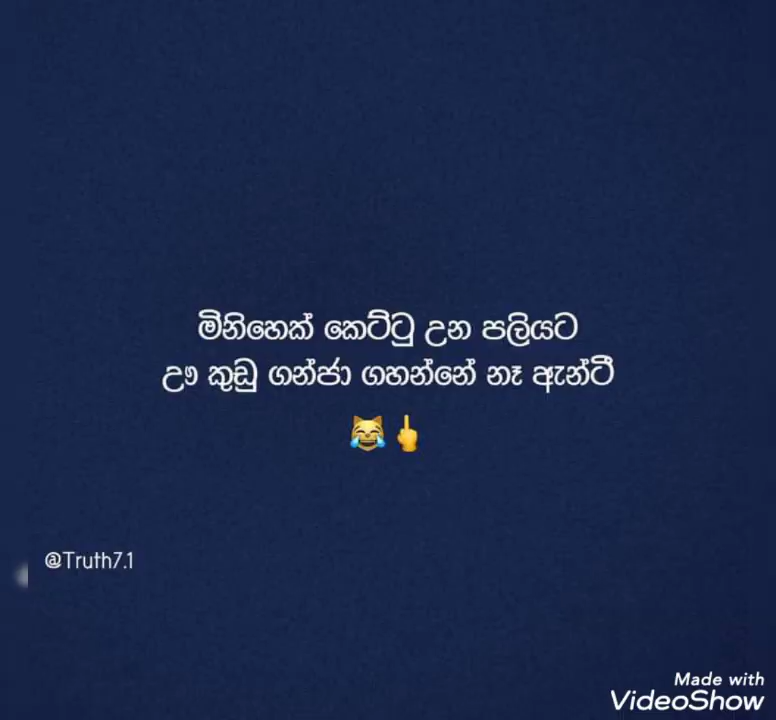 මිනිහෙක් කෙට්ටු උන පලියට
ඌ කුඩු ගන්ජා ගහන්නේ නෑ ඇන්ටී
😹🖕
@Truth7.1
Made with
VideoShow